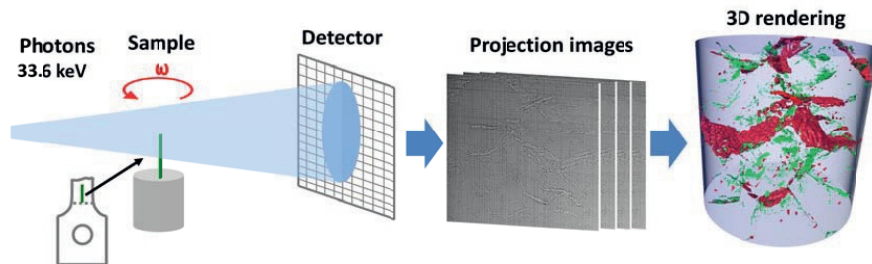 Photons
33.6 keV
Sample
ω
Detector
Projection images
3D rendering